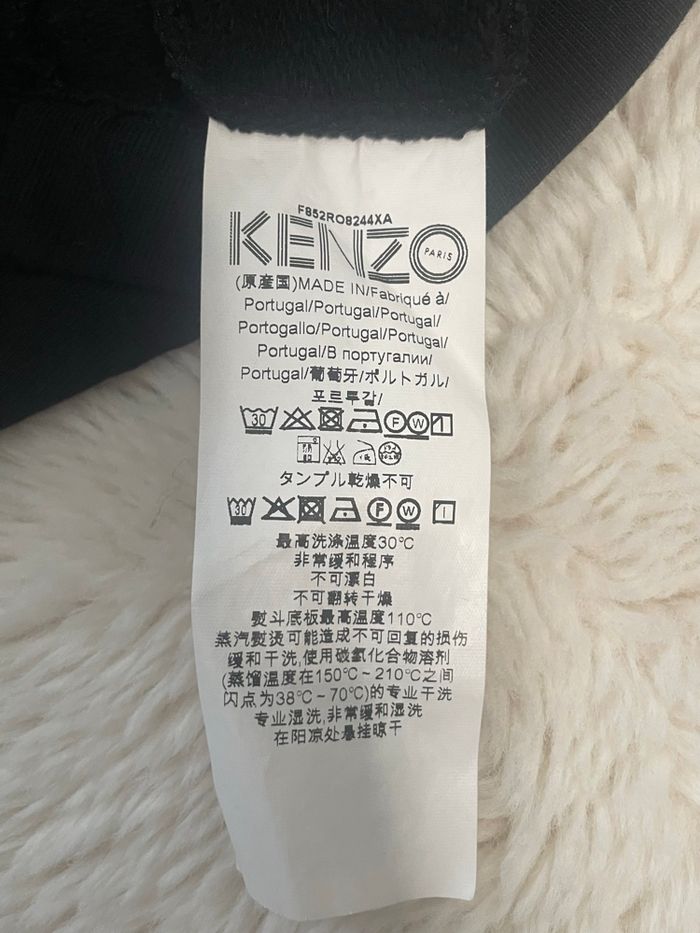 F852RO8244XA
KENZO
PARIS
(原産国)MADE IN/Fabriqué à/
Portugal/Portugal/Portugal/
Portogallo/Portugal/Portugal/
Portugal/В португалии/
Portugal/葡萄牙/ポルトガル/
포르투갈/
30 F W
タンブル乾燥不可
30 F W
最高洗涤温度30℃
非常缓和程序
不可漂白
不可翻转干燥
熨斗底板最高温度110℃
蒸汽熨烫可能造成不可回复的损伤
缓和干洗,使用碳氢化合物溶剂
(蒸馏温度在150℃~210℃之间
闪点为38℃~70℃)的专业干洗
专业湿洗,非常缓和湿洗
在阳凉处悬挂晾干